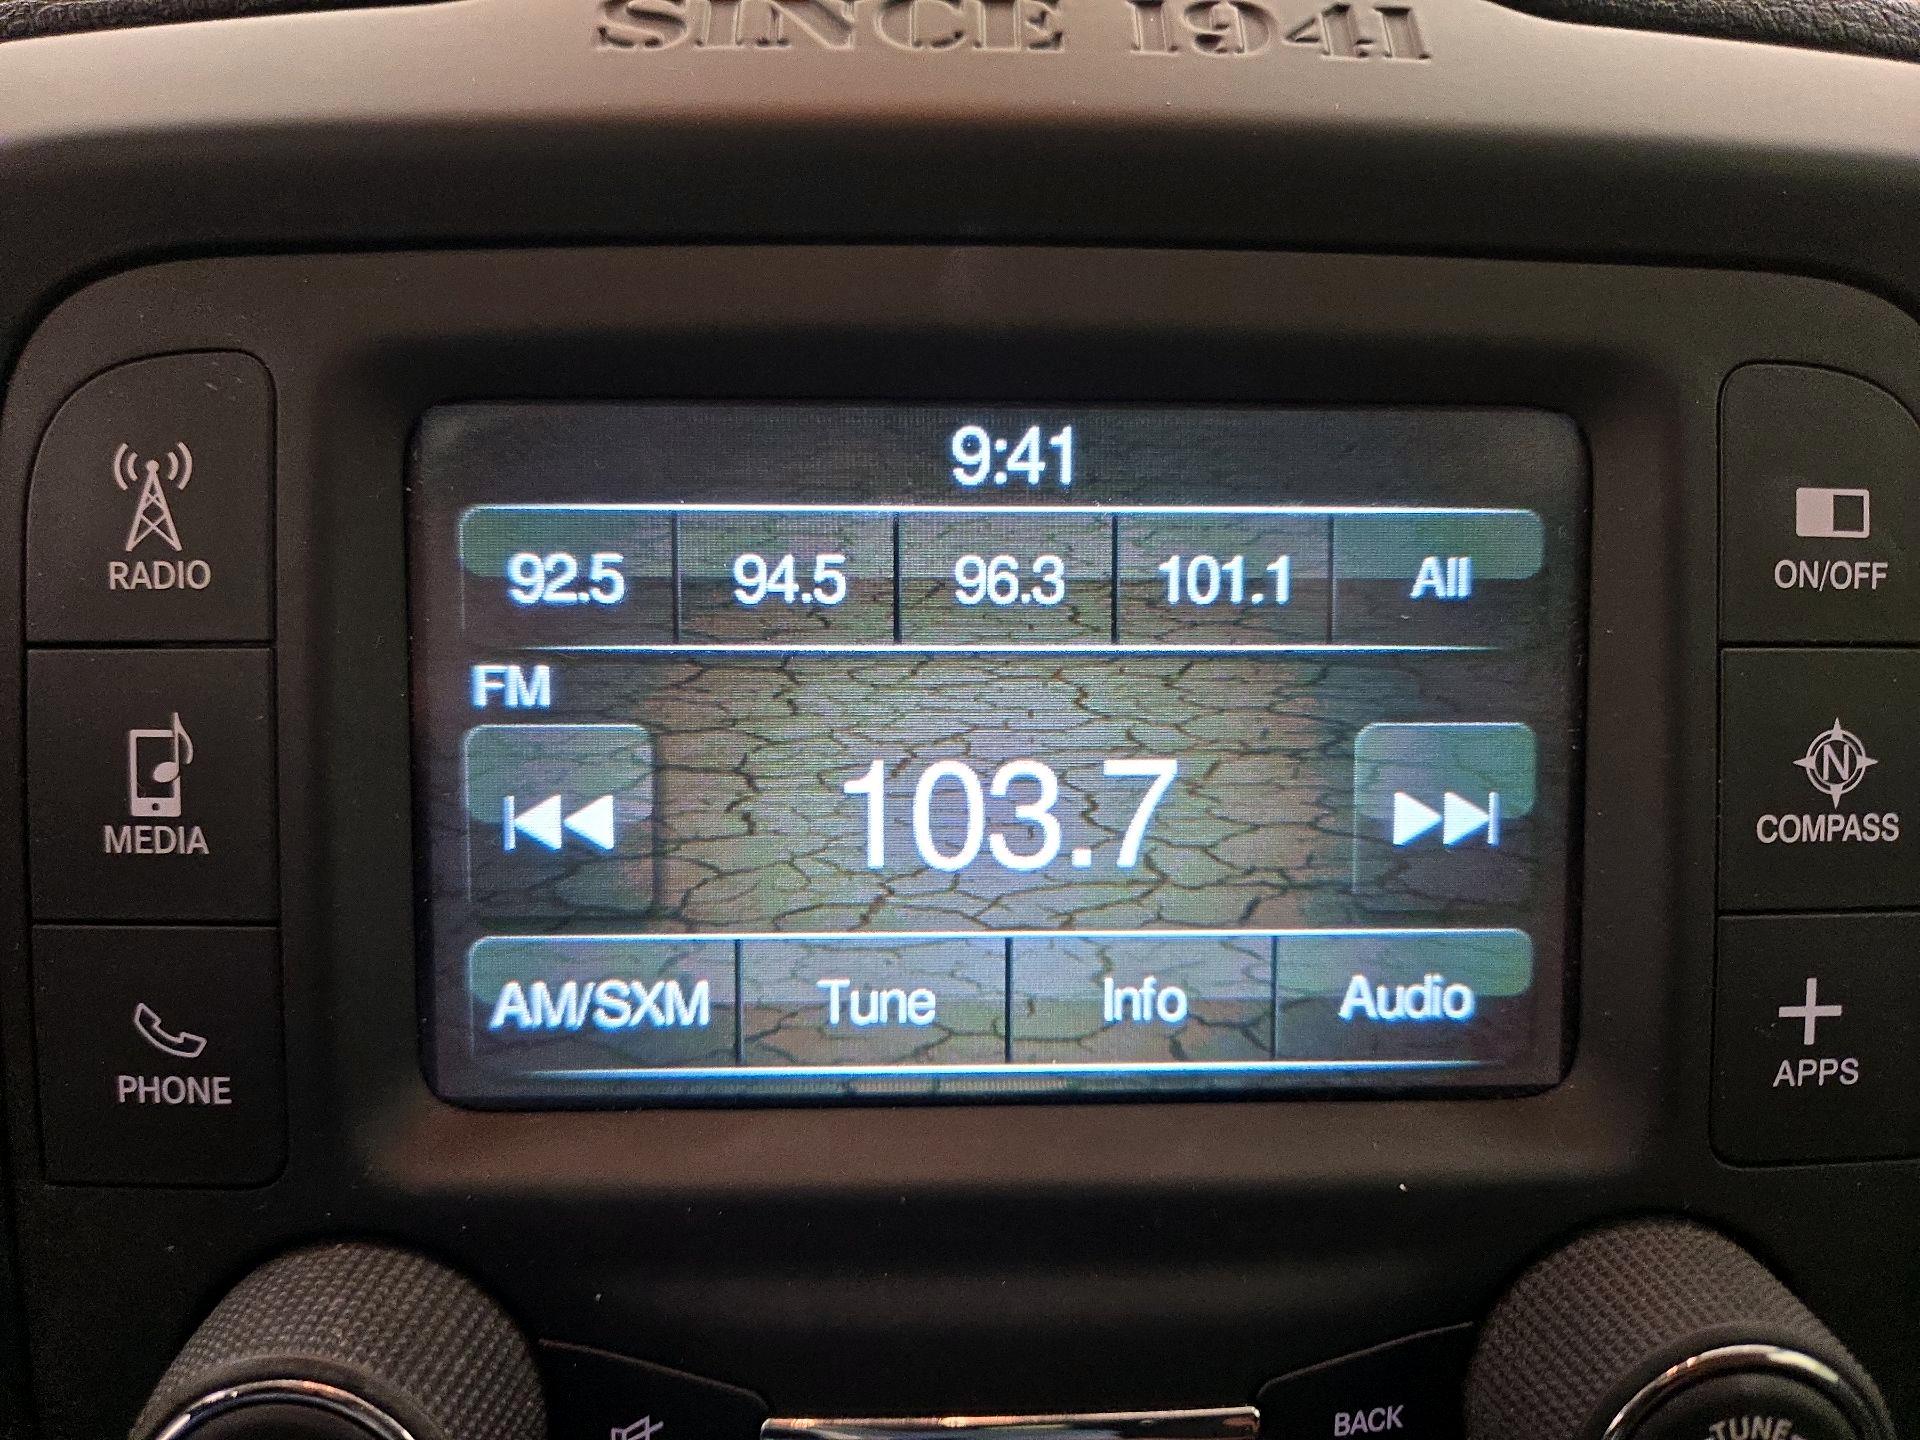 SINCE 1941
9:41
92.5 94.5 96.3 101.1 All
FM
103.7
AM/SXM Tune Info Audio
RADIO
MEDIA
PHONE
ON/OFF
N
COMPASS
APPS
BACK
TUNE